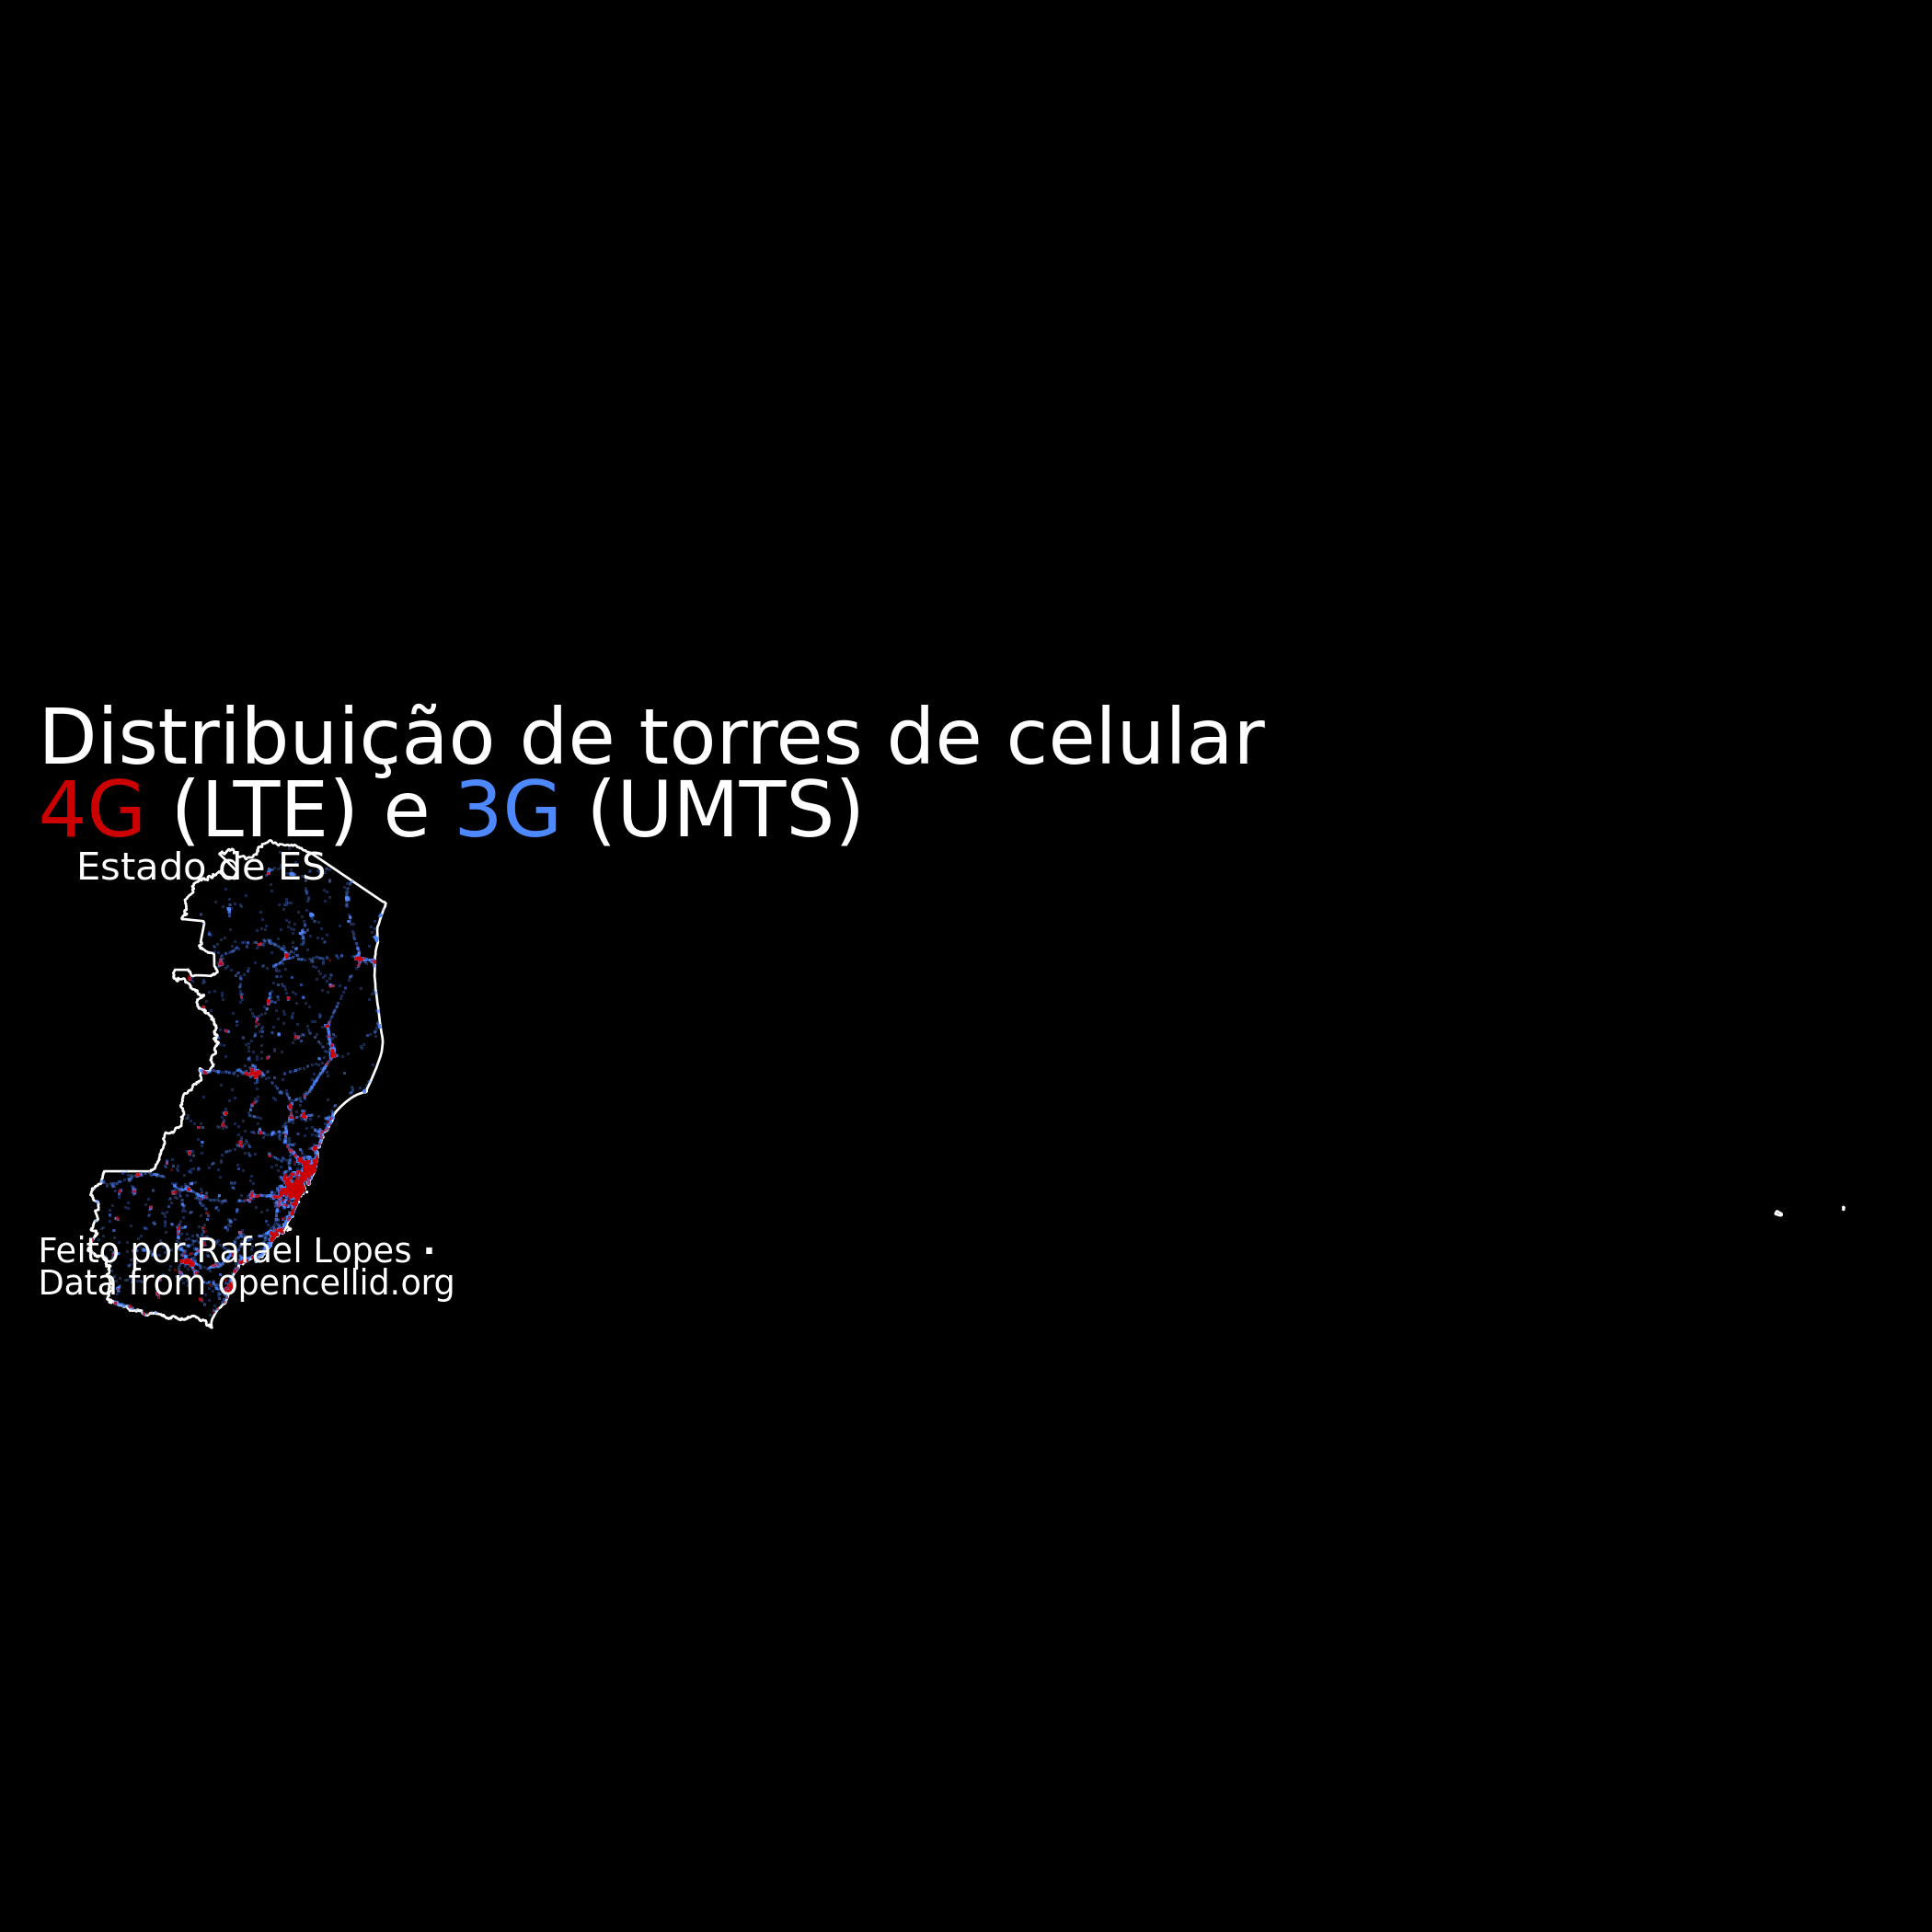 Distribuição de torres de celular
4G (LTE) e 3G (UMTS)
Estado de ES
Feito por Rafael Lopes ·
Data from opencellid.org